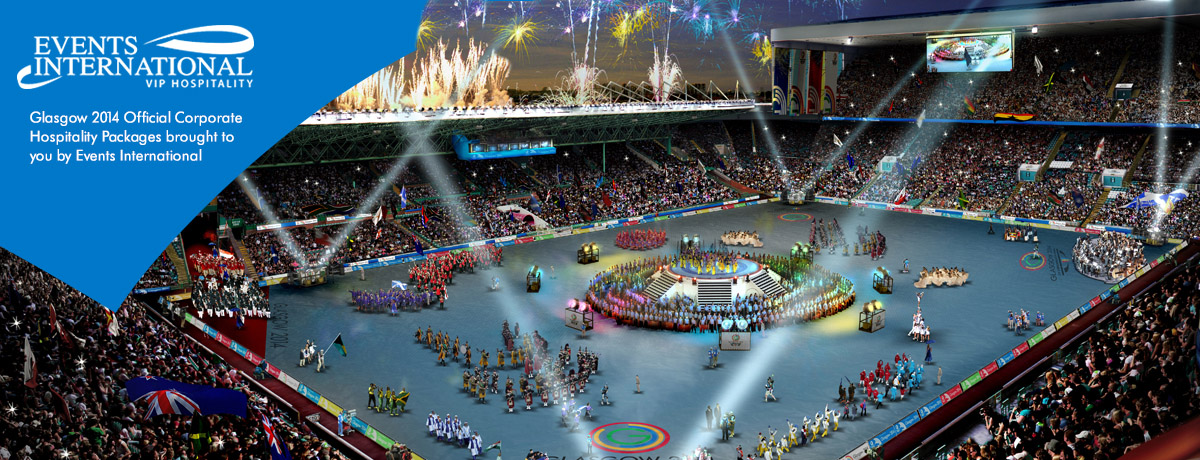 EVENTS
INTERNATIONAL
VIP HOSPITALITY
Glasgow 2014 Official Corporate
Hospitality Packages brought to
you by Events International